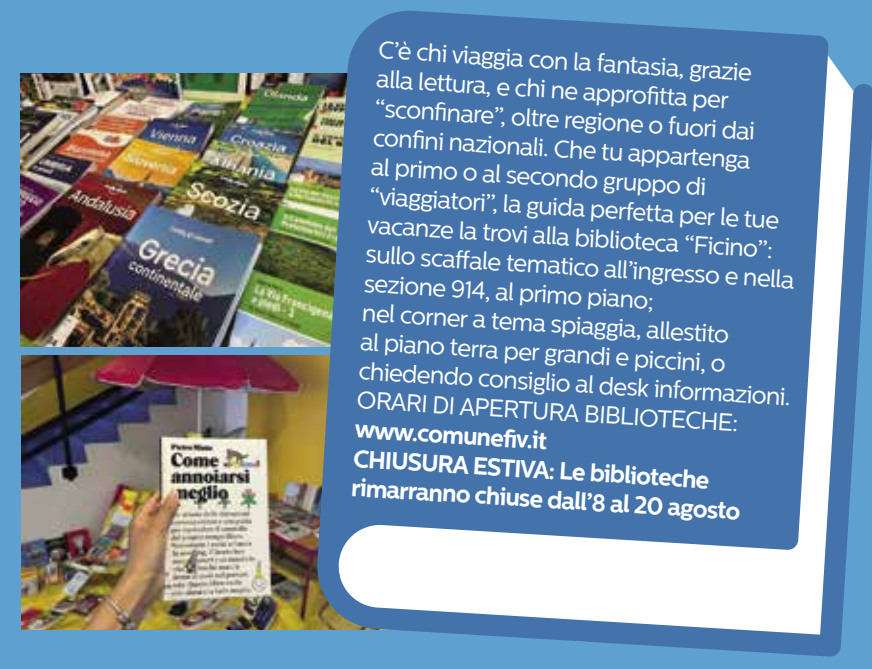 C'è chi viaggia con la fantasia, grazie
alla lettura, e chi ne approfitta per
“sconfinare”, oltre regione o fuori dai
confini nazionali. Che tu appartenga
al primo o al secondo gruppo di
“viaggiatori”, la guida perfetta per le tue
vacanze la trovi alla biblioteca “Ficino”:
sullo scaffale tematico all'ingresso e nella
sezione 914, al primo piano;
nel corner a tema spiaggia, allestito
al piano terra per grandi e piccini, o
chiedendo consiglio al desk informazioni.
ORARI DI APERTURA BIBLIOTECHE:
www.comunefiv.it
CHIUSURA ESTIVA: Le biblioteche
rimarranno chiuse dall'8 al 20 agosto
Olanda
Vienna
Croazia
Slovenia
Albania
Scozia
Andalusia
Grecia
continentale
La Via Francigena
a piedi - 2
Pietro Minto
Come
annoiarsi
meglio